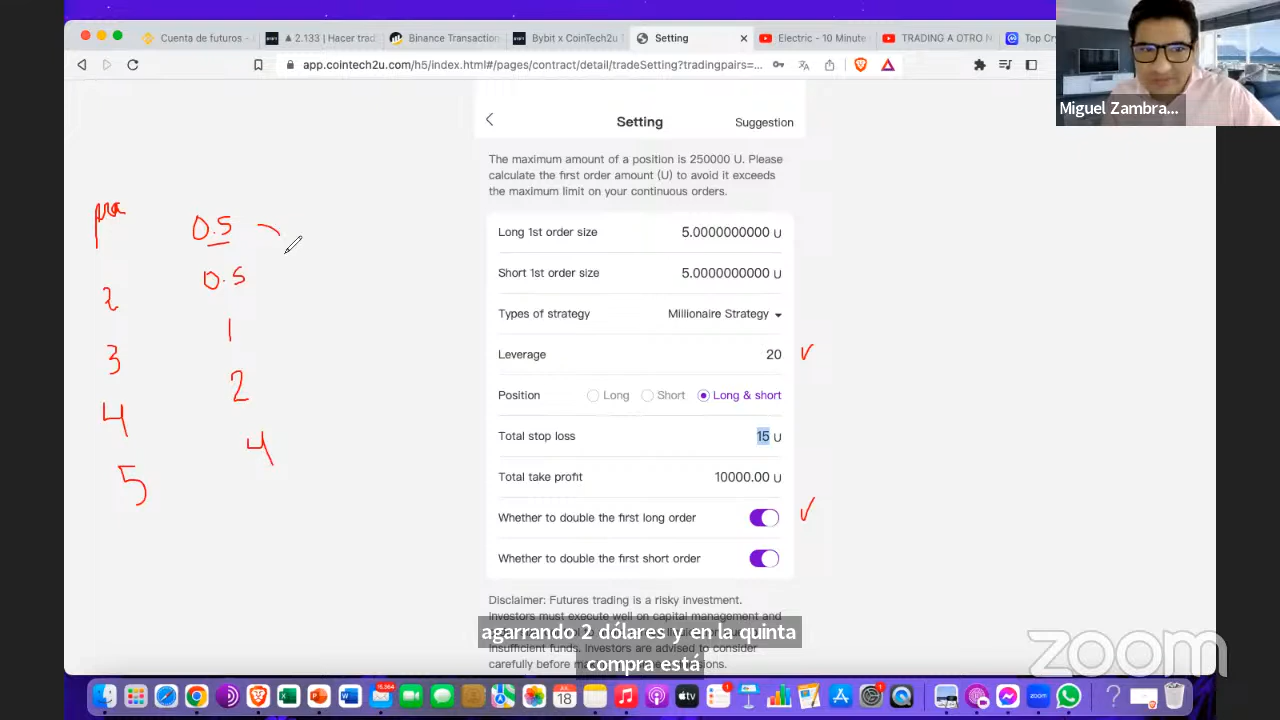 Cuenta de futuros - 
▲ 2.133 | Hacer trad
Binance Transaction
Bybit x CoinTech2u
Setting
Electric - 10 Minute
TRADING A OTRO N
Top Cry
app.cointech2u.com/h5/index.html#/pages/contract/detail/tradeSetting?tradingpairs=...
Miguel Zambra...
Setting
Suggestion
The maximum amount of a position is 250000 U. Please
calculate the first order amount (U) to avoid it exceeds
the maximum limit on your continuous orders.
Long 1st order size 5.0000000000 U
Short 1st order size 5.0000000000 U
Types of strategy Millionaire Strategy
Leverage 20
Position Long Short Long & short
Total stop loss 15 U
Total take profit 10000.00 U
Whether to double the first long order
Whether to double the first short order
0.5
2 0.5
3 1
4 2
5 4
Disclaimer: Futures trading is a risky investment.
Investors must execute well on capital management and
insufficient funds. Investors are advised to consider
carefully before
agarrando 2 dólares y en la quinta
compra está
zoom
JUL
18
zoom